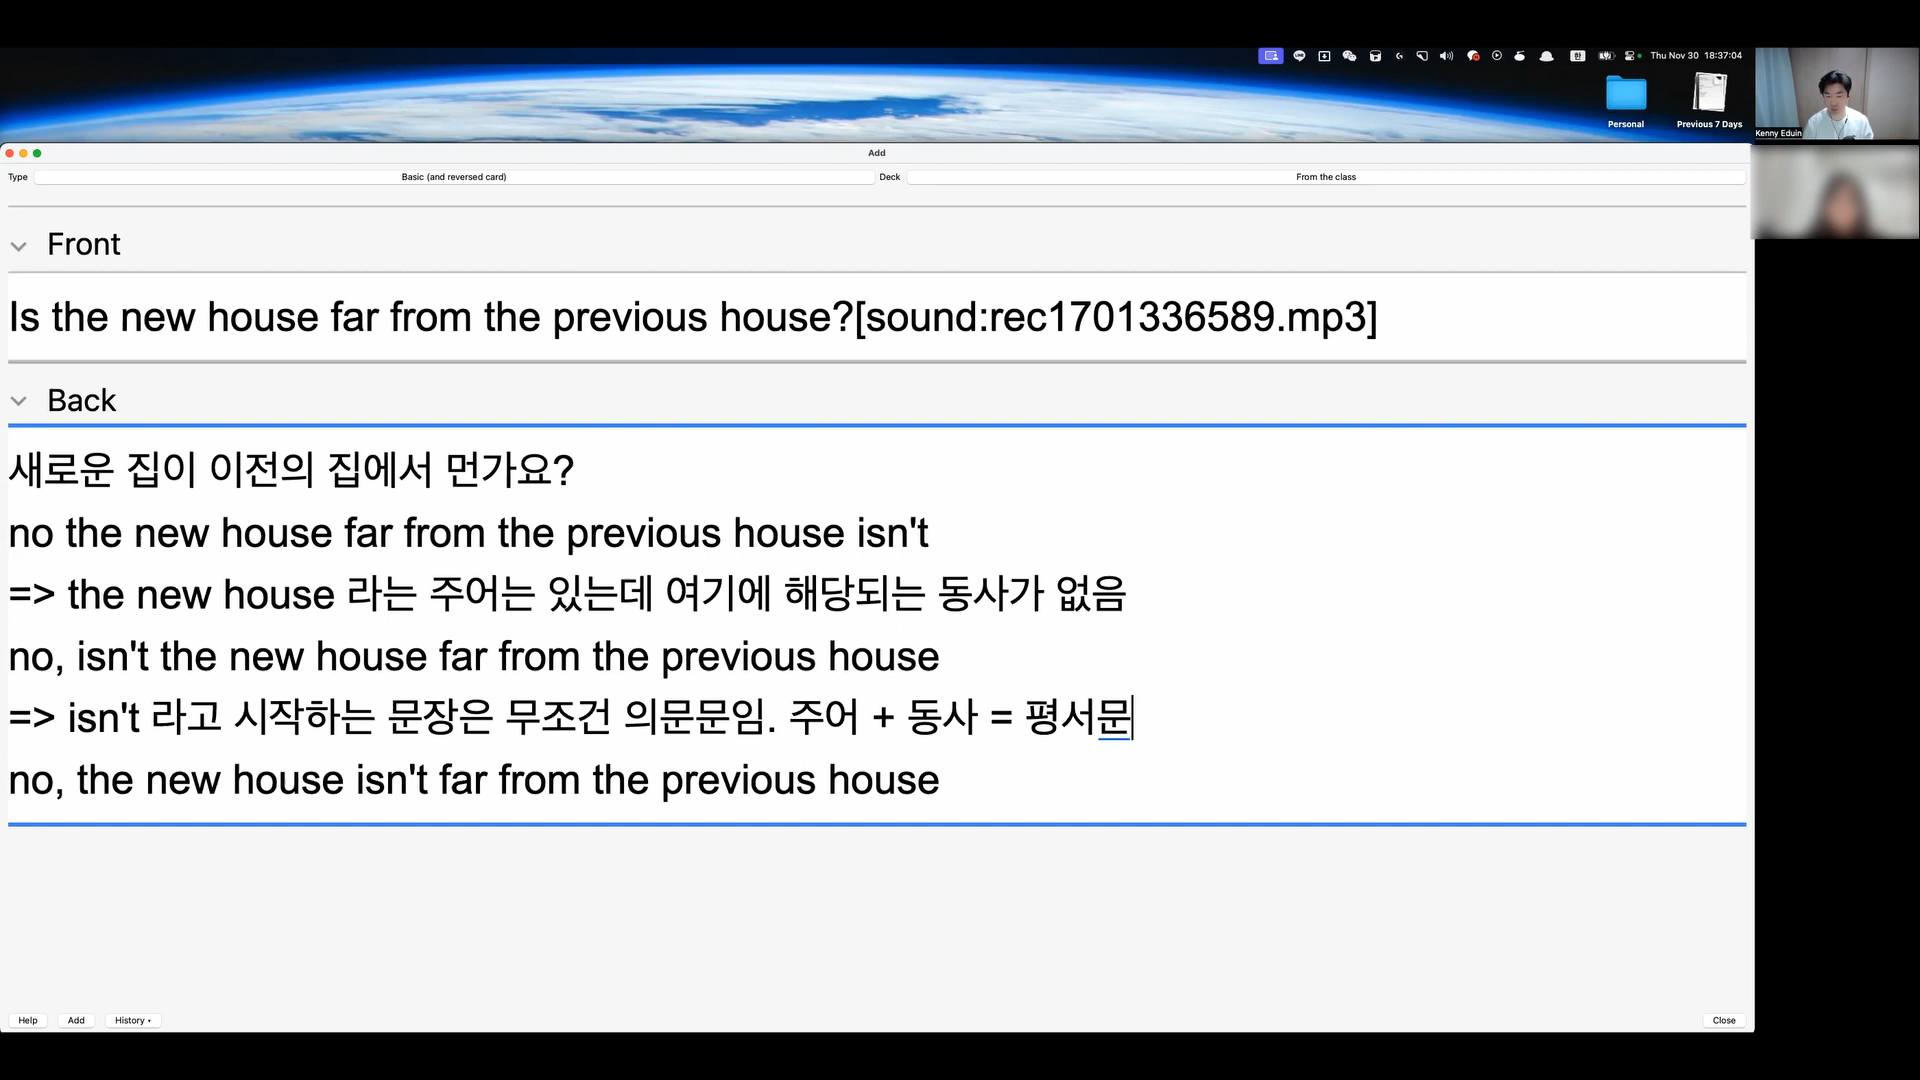 Thu Nov 30 18:37:04
Personal
Previous 7 Days
Kenny Eduin
Add
Type
Basic (and reversed card)
Deck
From the class
Front
Is the new house far from the previous house?[sound:rec1701336589.mp3]
Back
새로운 집이 이전의 집에서 먼가요?
no the new house far from the previous house isn't
=> the new house 라는 주어는 있는데 여기에 해당되는 동사가 없음
no, isn't the new house far from the previous house
=> isn't 라고 시작하는 문장은 무조건 의문문임. 주어 + 동사 = 평서문
no, the new house isn't far from the previous house
Help
Add
History
Close